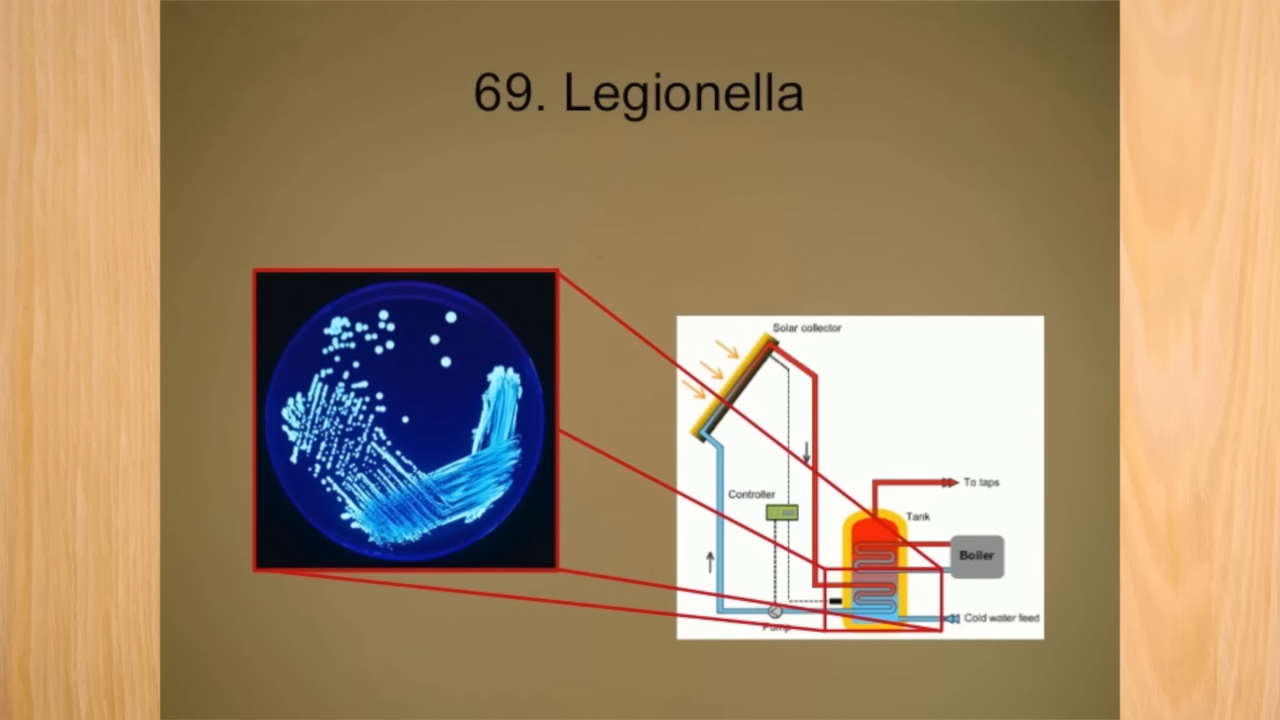 69. Legionella
Solar collector
Controller
To taps
Tank
Boiler
Cold water feed
Pump